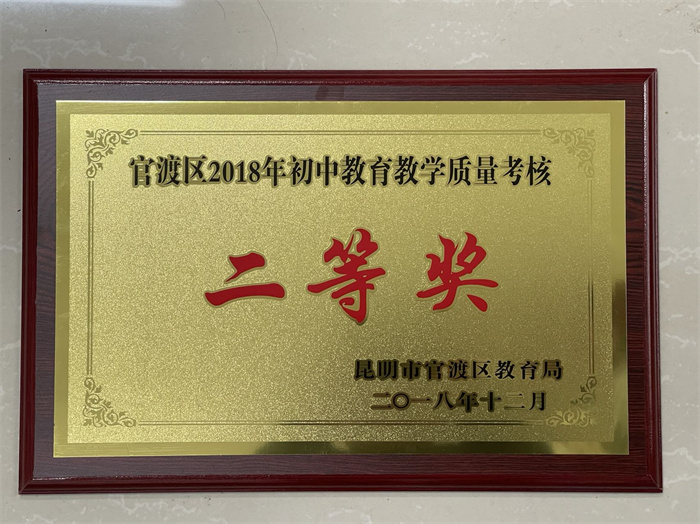 官渡区2018年初中教育教学质量考核
二等奖
昆明市官渡区教育局
二〇一八年十二月